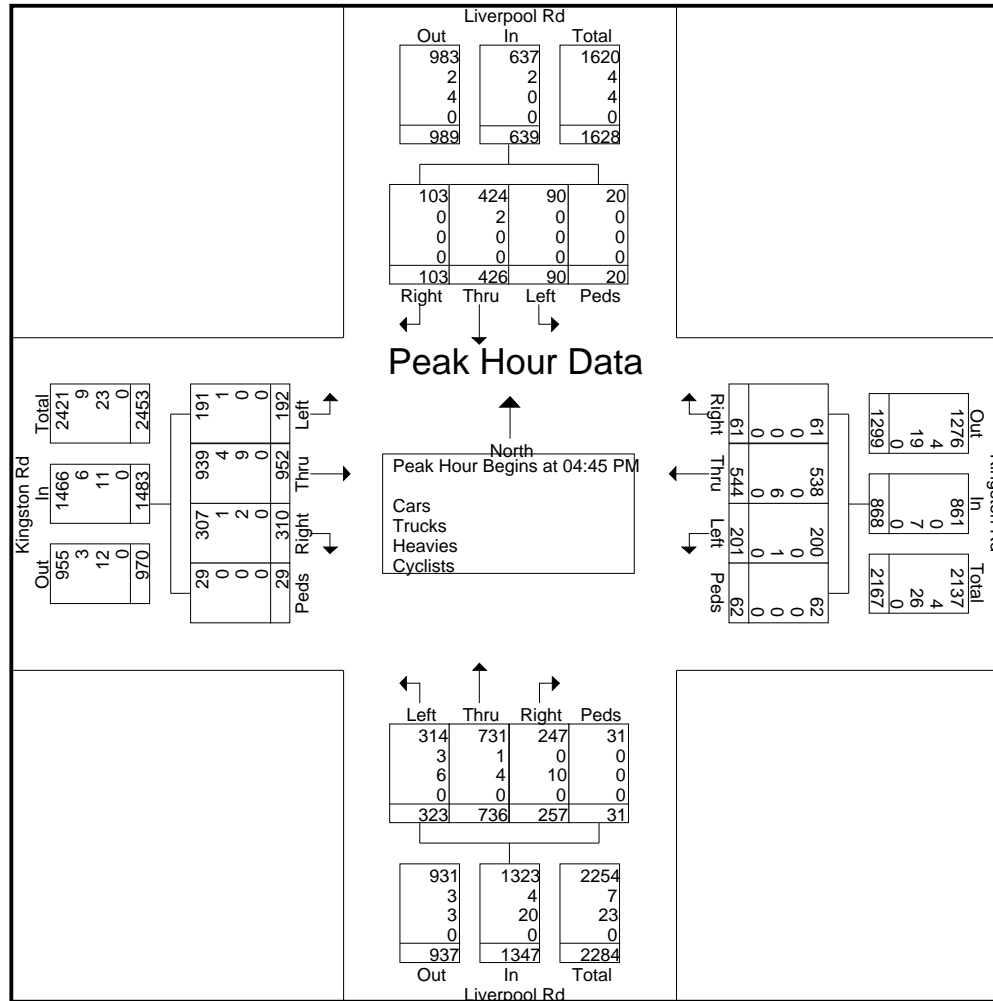 Liverpool Rd
Out In Total
983 637 1620
2 2 4
4 0 4
0 0 0
989 639 1628
103 424 90 20
0 2 0 0
0 0 0 0
0 0 0 0
103 426 90 20
Right Thru Left Peds
Peak Hour Data
Kingston Rd
Total
2421 9 23 0 2453
In
1466 6 11 0 1483
Out
955 3 12 0 970
191 1 0 0 192 Left
939 4 9 0 952 Thru
307 1 2 0 310 Right
29 0 0 0 29 Peds
North
Peak Hour Begins at 04:45 PM
Cars
Trucks
Heavies
Cyclists
Right
61 0 0 0 61
Thru
538 0 6 0 544
Left
200 0 1 0 201
Peds
62 0 0 0 62
Out
1276 4 19 0 1299
In
861 0 7 0 868
Total
2137 4 26 0 2167
Kingston Rd
Left Thru Right Peds
314 731 247 31
3 1 0 0
6 4 10 0
0 0 0 0
323 736 257 31
931 1323 2254
3 4 7
3 20 23
0 0 0
937 1347 2284
Out In Total
Liverpool Rd